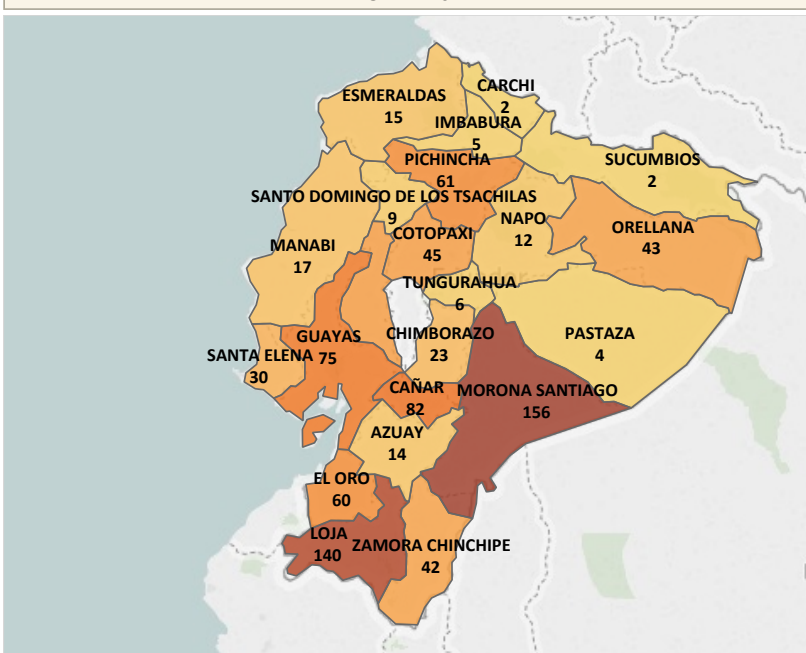 CARCHI
2
ESMERALDAS
15
IMBABURA
5
PICHINCHA
61
SUCUMBIOS
2
SANTO DOMINGO DE LOS TSACHILAS
9
NAPO
12
ORELLANA
43
COTOPAXI
45
MANABI
17
TUNGURAHUA
6
GUAYAS
75
CHIMBORAZO
23
PASTAZA
4
SANTA ELENA
30
CAÑAR
82
MORONA SANTIAGO
156
AZUAY
14
EL ORO
60
LOJA
140
ZAMORA CHINCHIPE
42